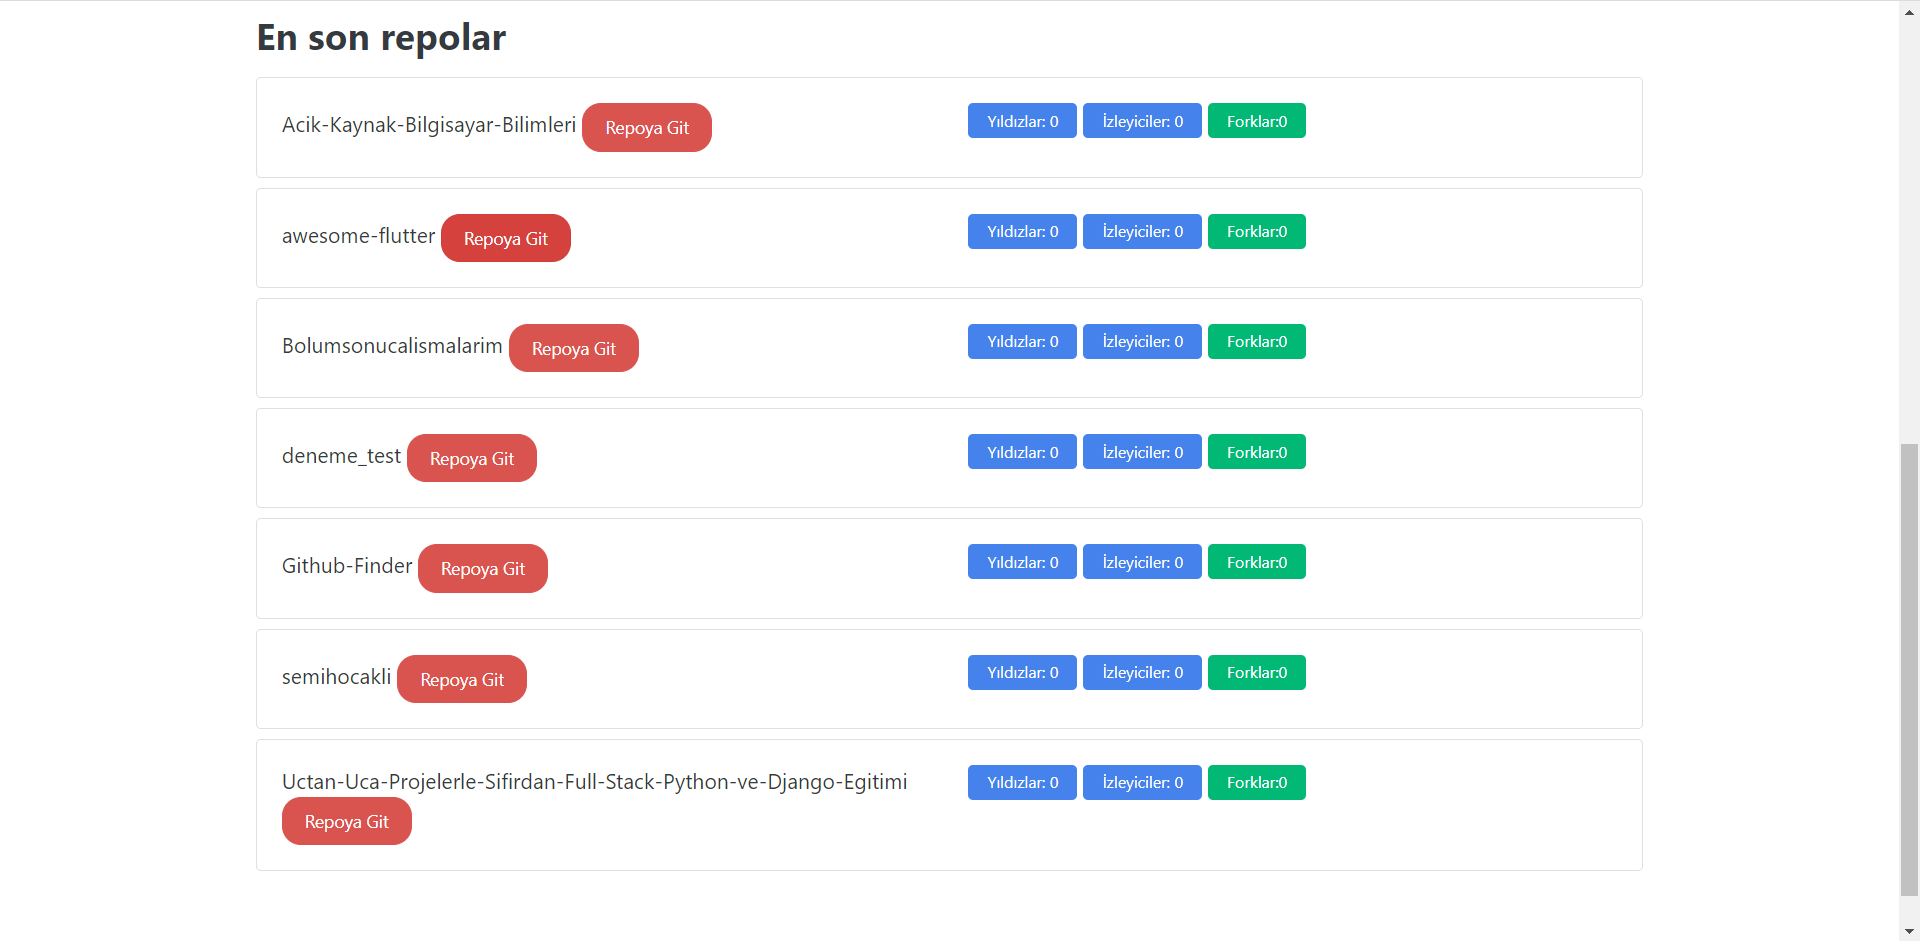 En son repolar
Acik-Kaynak-Bilgisayar-Bilimleri Repoya Git Yıldızlar: 0 İzleyiciler: 0 Forklar:0
awesome-flutter Repoya Git Yıldızlar: 0 İzleyiciler: 0 Forklar:0
Bolumsonucalismalarim Repoya Git Yıldızlar: 0 İzleyiciler: 0 Forklar:0
deneme_test Repoya Git Yıldızlar: 0 İzleyiciler: 0 Forklar:0
Github-Finder Repoya Git Yıldızlar: 0 İzleyiciler: 0 Forklar:0
semihocakli Repoya Git Yıldızlar: 0 İzleyiciler: 0 Forklar:0
Uctan-Uca-Projelerle-Sifirdan-Full-Stack-Python-ve-Django-Egitimi Yıldızlar: 0 İzleyiciler: 0 Forklar:0
Repoya Git